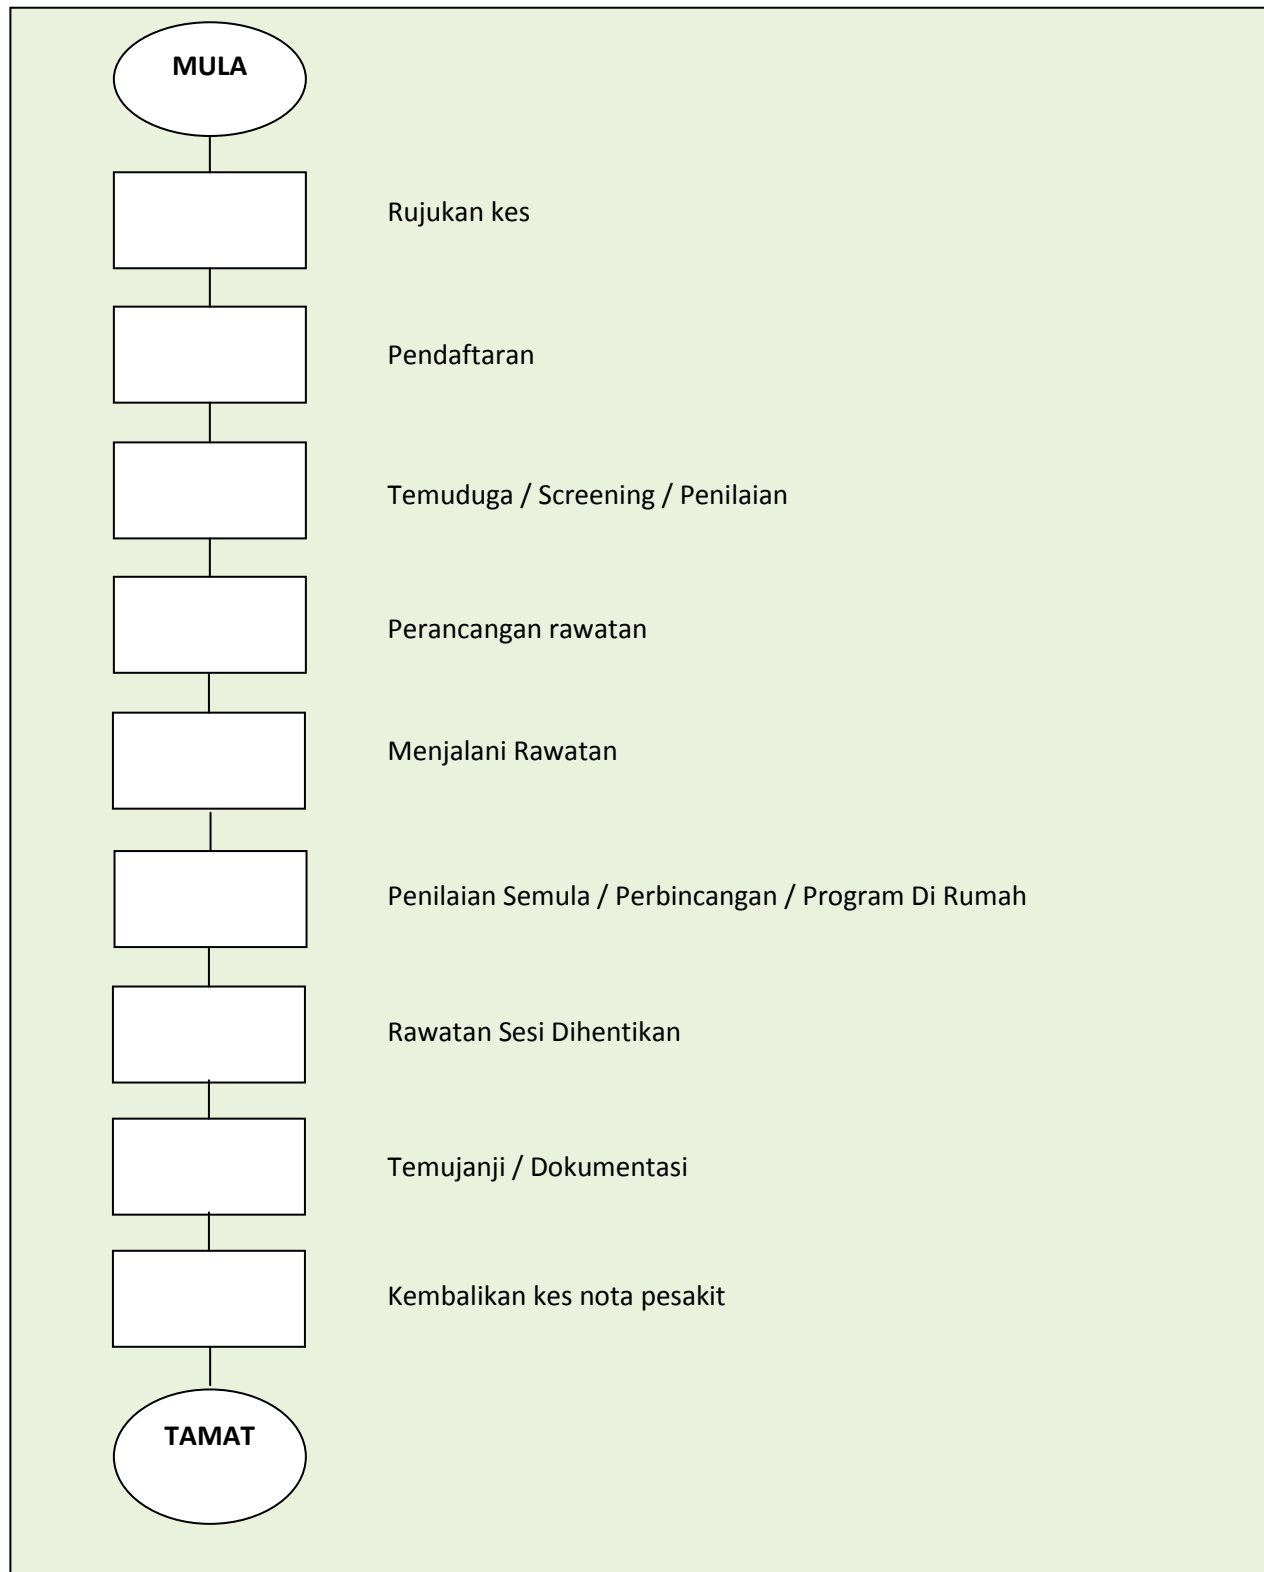 MULA
Rujukan kes
Pendaftaran
Temuduga / Screening / Penilaian
Perancangan rawatan
Menjalani Rawatan
Penilaian Semula / Perbincangan / Program Di Rumah
Rawatan Sesi Dihentikan
Temujanji / Dokumentasi
Kembalikan kes nota pesakit
TAMAT